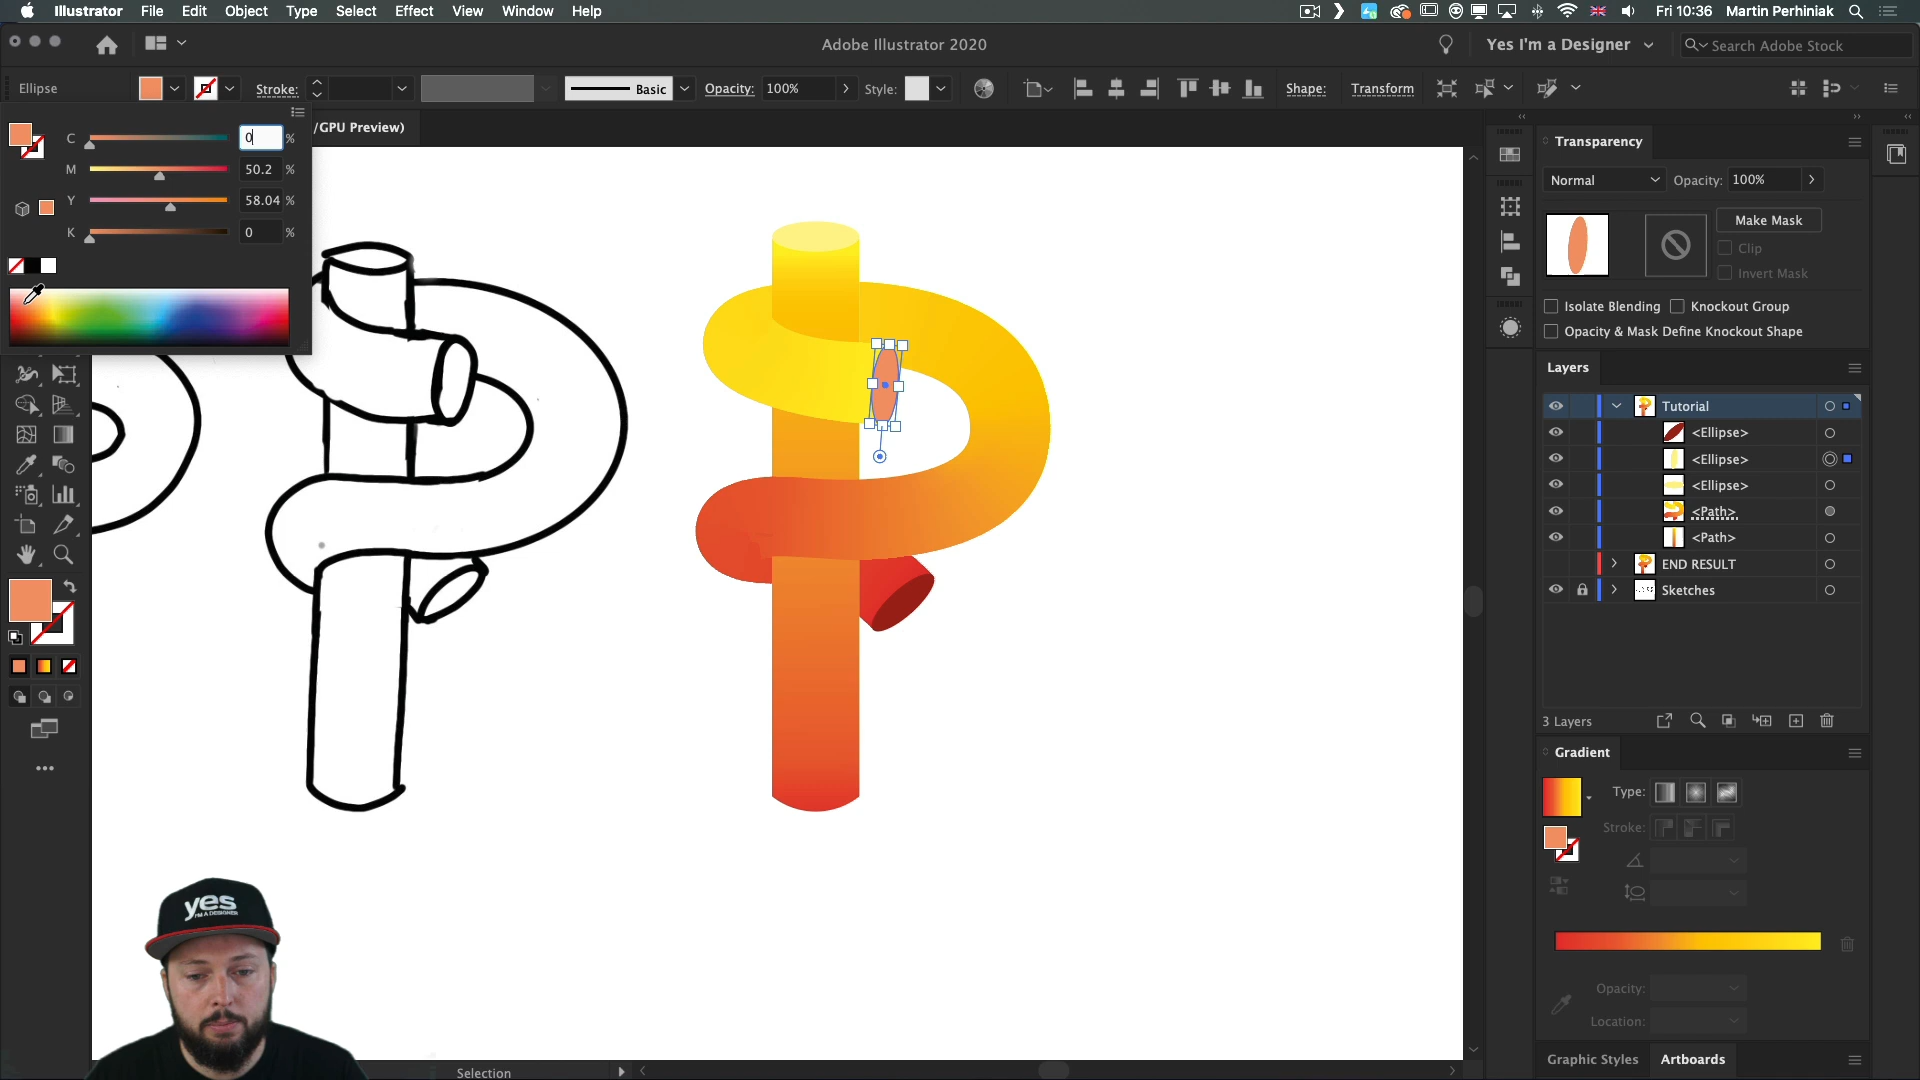 Illustrator File Edit Object Type Select Effect View Window Help Fri 10:36 Martin Perhiniak
Adobe Illustrator 2020 Yes I'm a Designer Search Adobe Stock
Ellipse Stroke: Basic Opacity: 100% Style: Shape: Transform
C 0 %
M 50.2 %
Y 58.04 %
K 0 %
/GPU Preview)
Transparency
Normal Opacity: 100%
Make Mask
Clip
Invert Mask
Isolate Blending Knockout Group
Opacity & Mask Define Knockout Shape
Layers
Tutorial
<Ellipse>
<Ellipse>
<Ellipse>
<Path>
<Path>
END RESULT
Sketches
3 Layers
Gradient
Type:
Stroke:
Opacity:
Location:
Graphic Styles Artboards
Selection
yes
I'M A DESIGNER